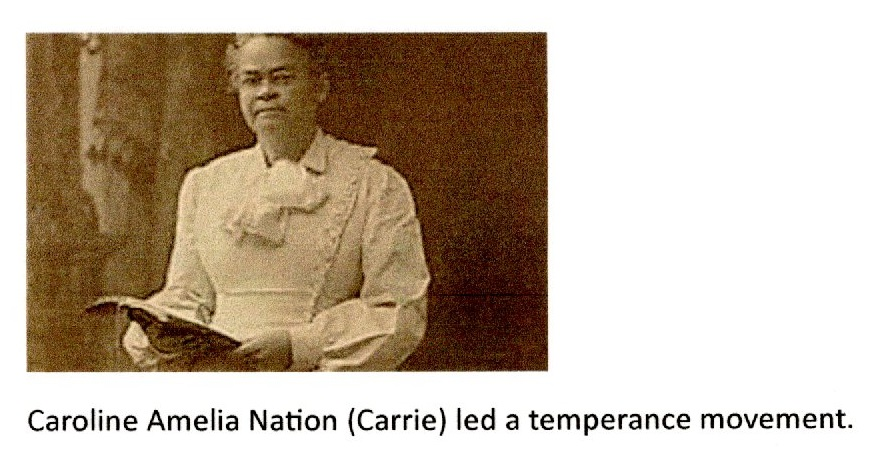 Caroline Amelia Nation (Carrie) led a temperance movement.